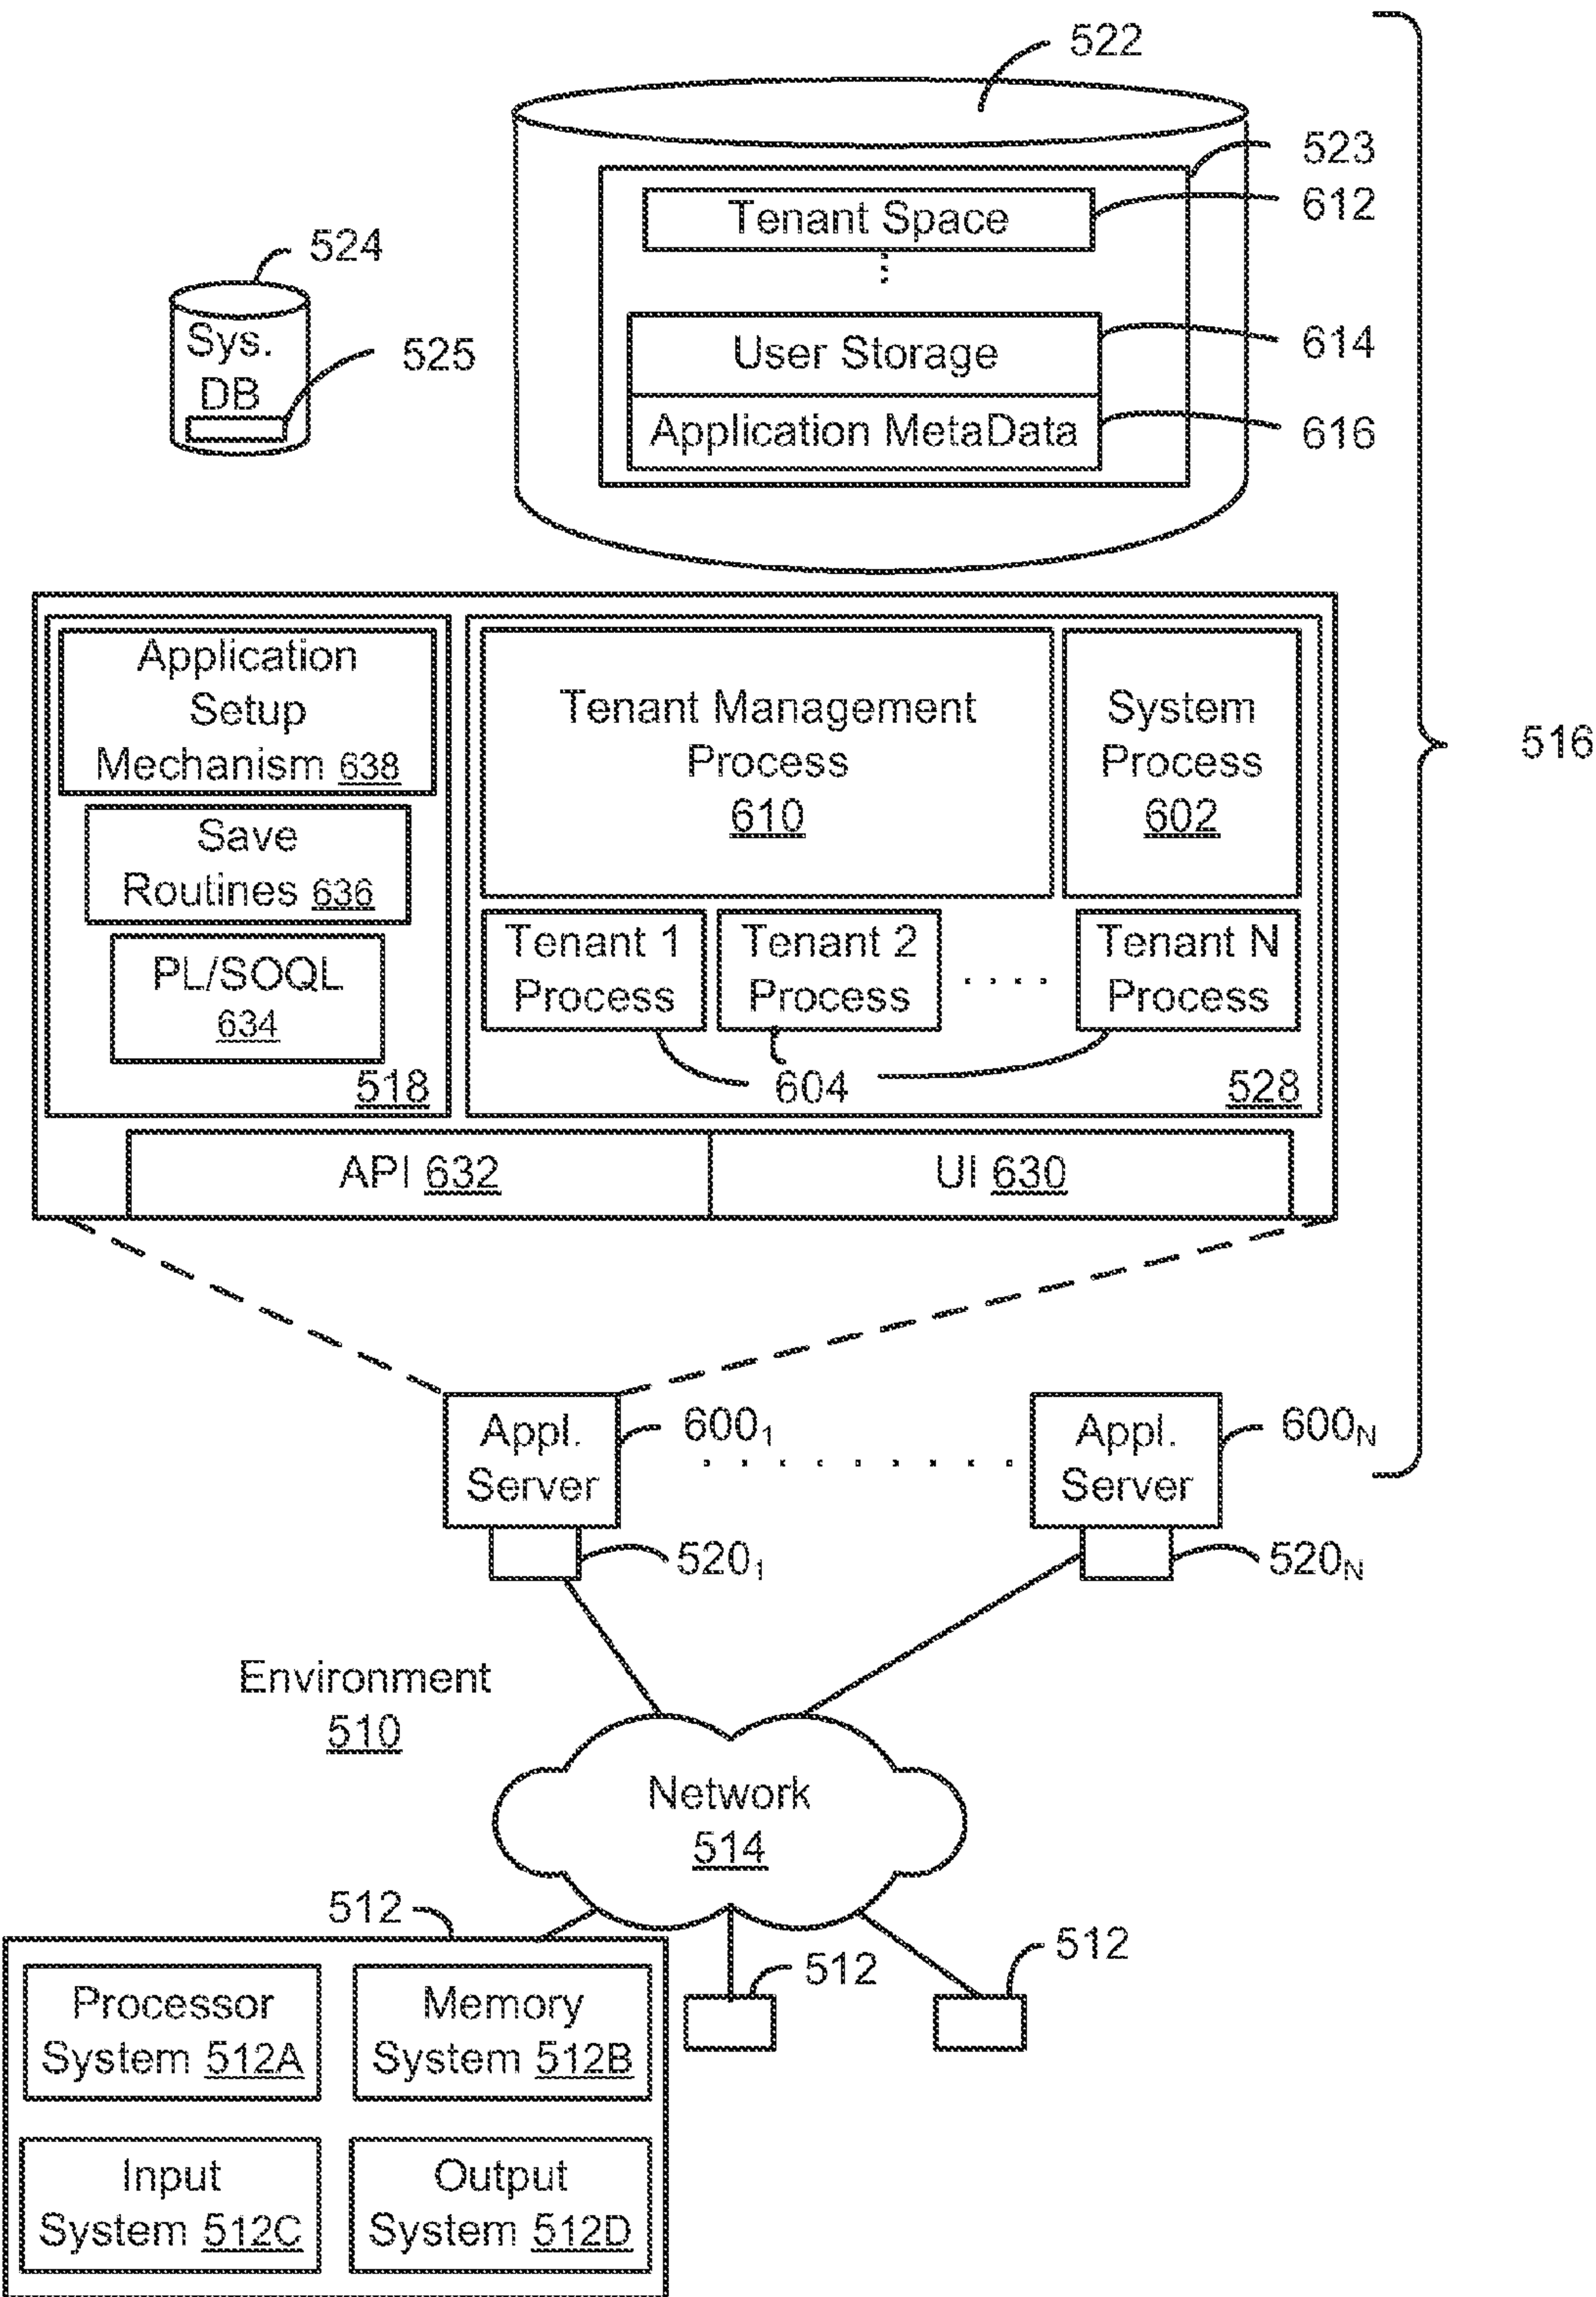 522
523
Tenant Space
612
524
Sys.
DB
525
User Storage
614
Application MetaData
616
516
Application
Setup
Mechanism 638
Save
Routines 636
PL/SOQL
634
518
Tenant Management
Process
610
System
Process
602
Tenant 1
Process
Tenant 2
Process
Tenant N
Process
604
528
API 632
UI 630
Appl.
Server
600₁
Appl.
Server
600N
520₁
520N
Environment
510
Network
514
512
512
512
Processor
System 512A
Memory
System 512B
Input
System 512C
Output
System 512D